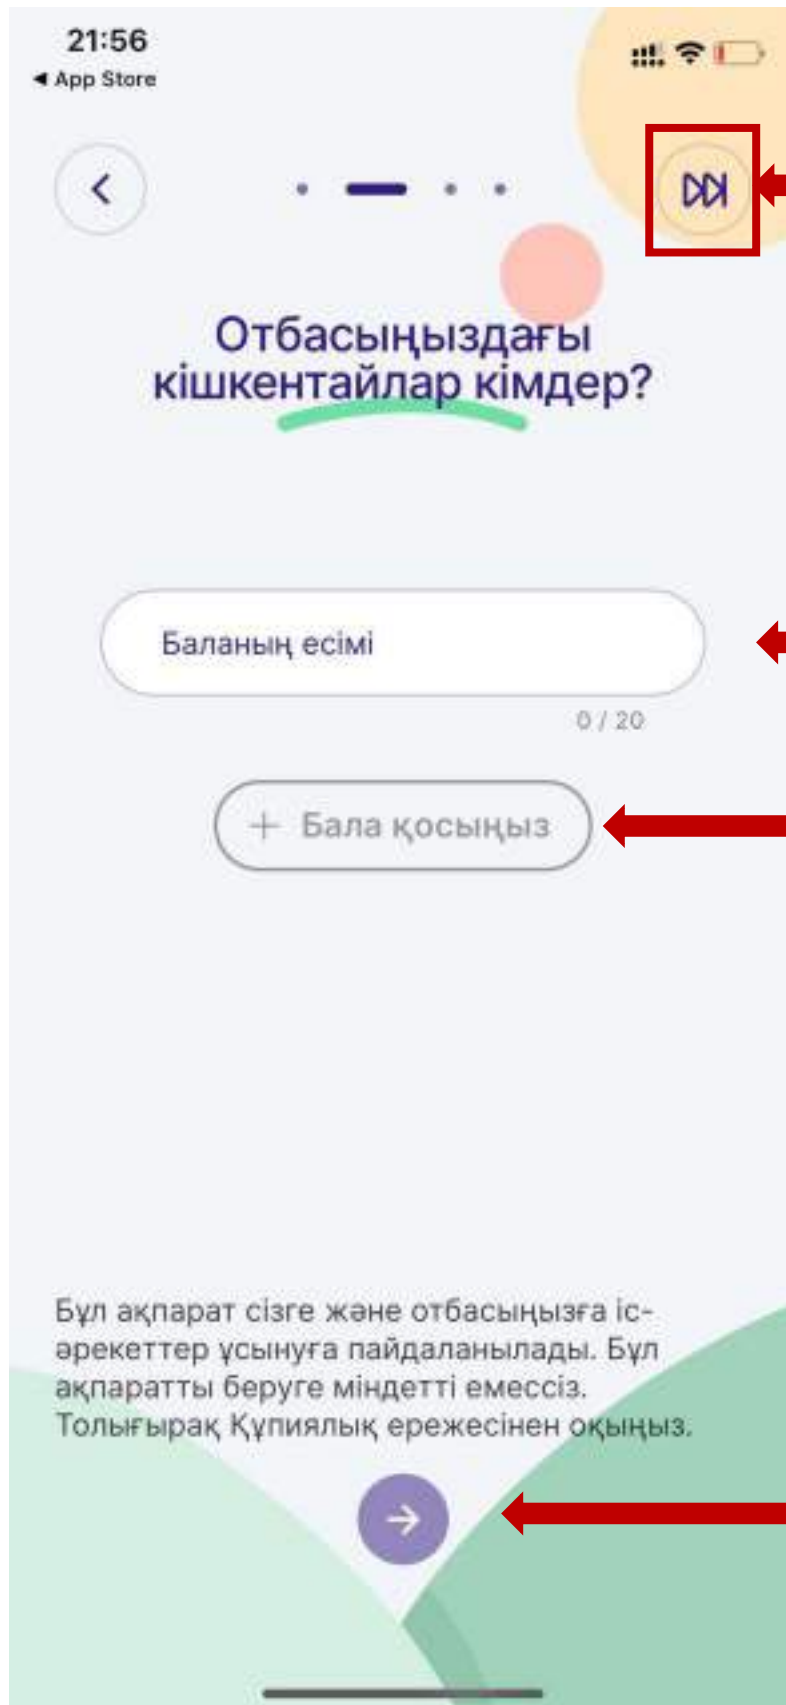 21:56
◀ App Store
Отбасыңыздағы
кішкентайлар кімдер?
Баланың есімі
0 / 20
+ Бала қосыңыз
Бұл ақпарат сізге және отбасыңызға іс-
әрекеттер ұсынуға пайдаланылады. Бұл
ақпаратты беруге міндетті емессіз.
Толығырақ Құпиялық ережесінен оқыңыз.